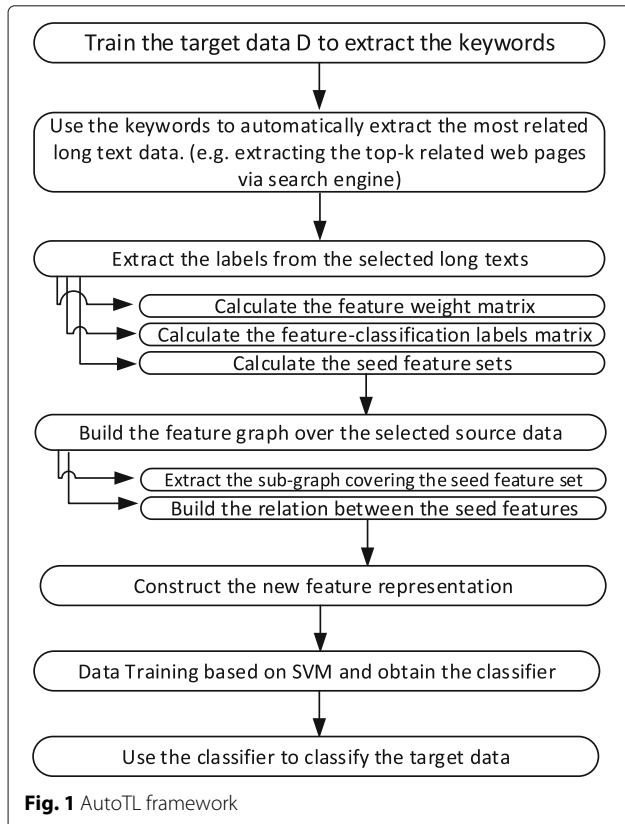 Train the target data D to extract the keywords
Use the keywords to automatically extract the most related
long text data. (e.g. extracting the top-k related web pages
via search engine)
Extract the labels from the selected long texts
Calculate the feature weight matrix
Calculate the feature-classification labels matrix
Calculate the seed feature sets
Build the feature graph over the selected source data
Extract the sub-graph covering the seed feature set
Build the relation between the seed features
Construct the new feature representation
Data Training based on SVM and obtain the classifier
Use the classifier to classify the target data
Fig. 1 AutoTL framework